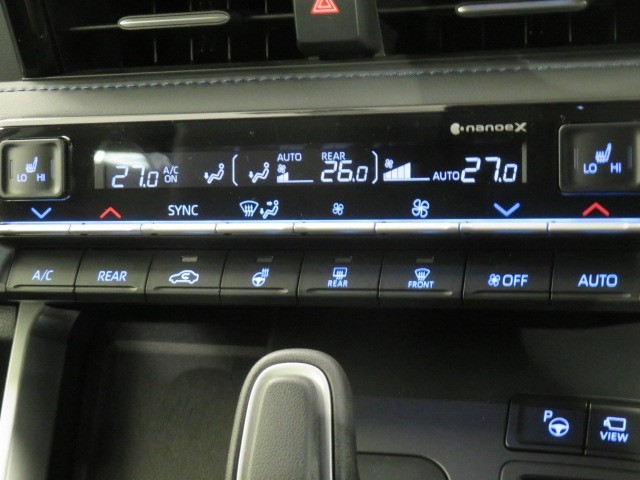 nanoeX
LO HI
27.0 A/C ON AUTO REAR 26.0 AUTO 27.0
LO HI
SYNC
A/C REAR REAR FRONT OFF AUTO
P
VIEW